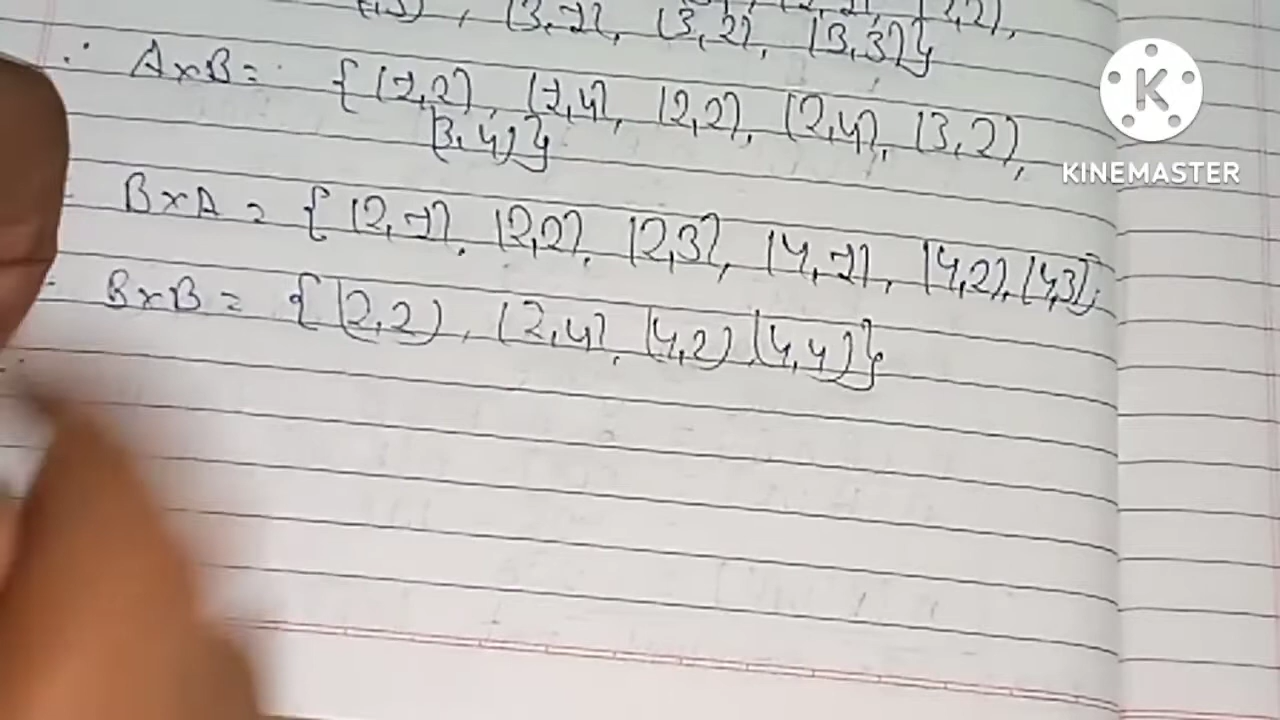 (3,1), (3,2), (3,3)}
∴ A×B = {(1,2), (1,4), (2,2), (2,4), (3,2),
(3,4)}
B×A = {(2,1), (2,2), (2,3), (4,1), (4,2), (4,3)}
B×B = {(2,2), (2,4), (4,2) (4,4)}
K
KINEMASTER